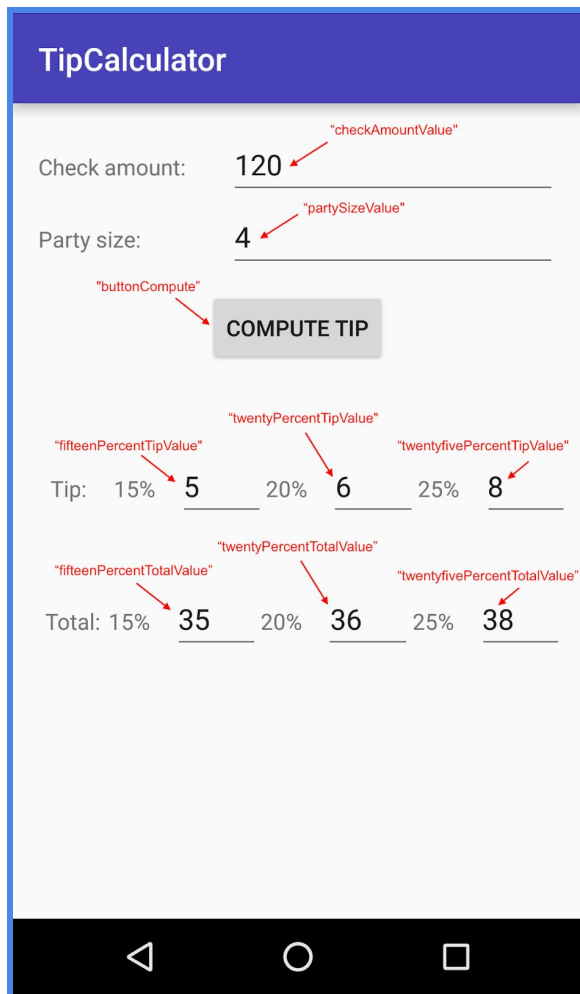 TipCalculator
“checkAmountValue"
Check amount: 120
“partySizeValue"
Party size: 4
"buttonCompute”
COMPUTE TIP
“twentyPercentTipValue"
“fifteenPercentTipValue" “twentyfivePercentTipValue"
Tip: 15% 5 20% 6 25% 8
“twentyPercentTotalValue”
“fifteenPercentTotalValue” “twentyfivePercentTotalValue”
Total: 15% 35 20% 36 25% 38